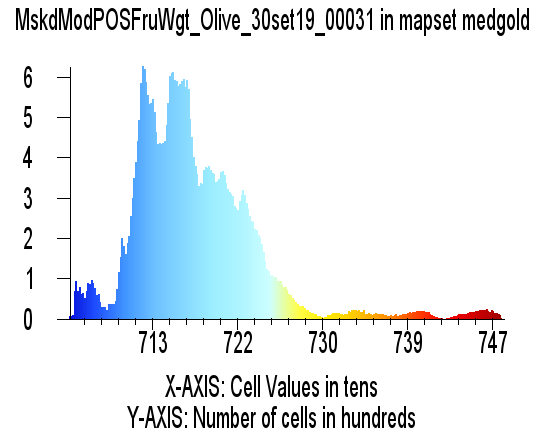 MskdModPOSFruWgt_Olive_30set19_00031 in mapset medgold
6
5
4
3
2
1
0
713 722 730 739 747
X-AXIS: Cell Values in tens
Y-AXIS: Number of cells in hundreds